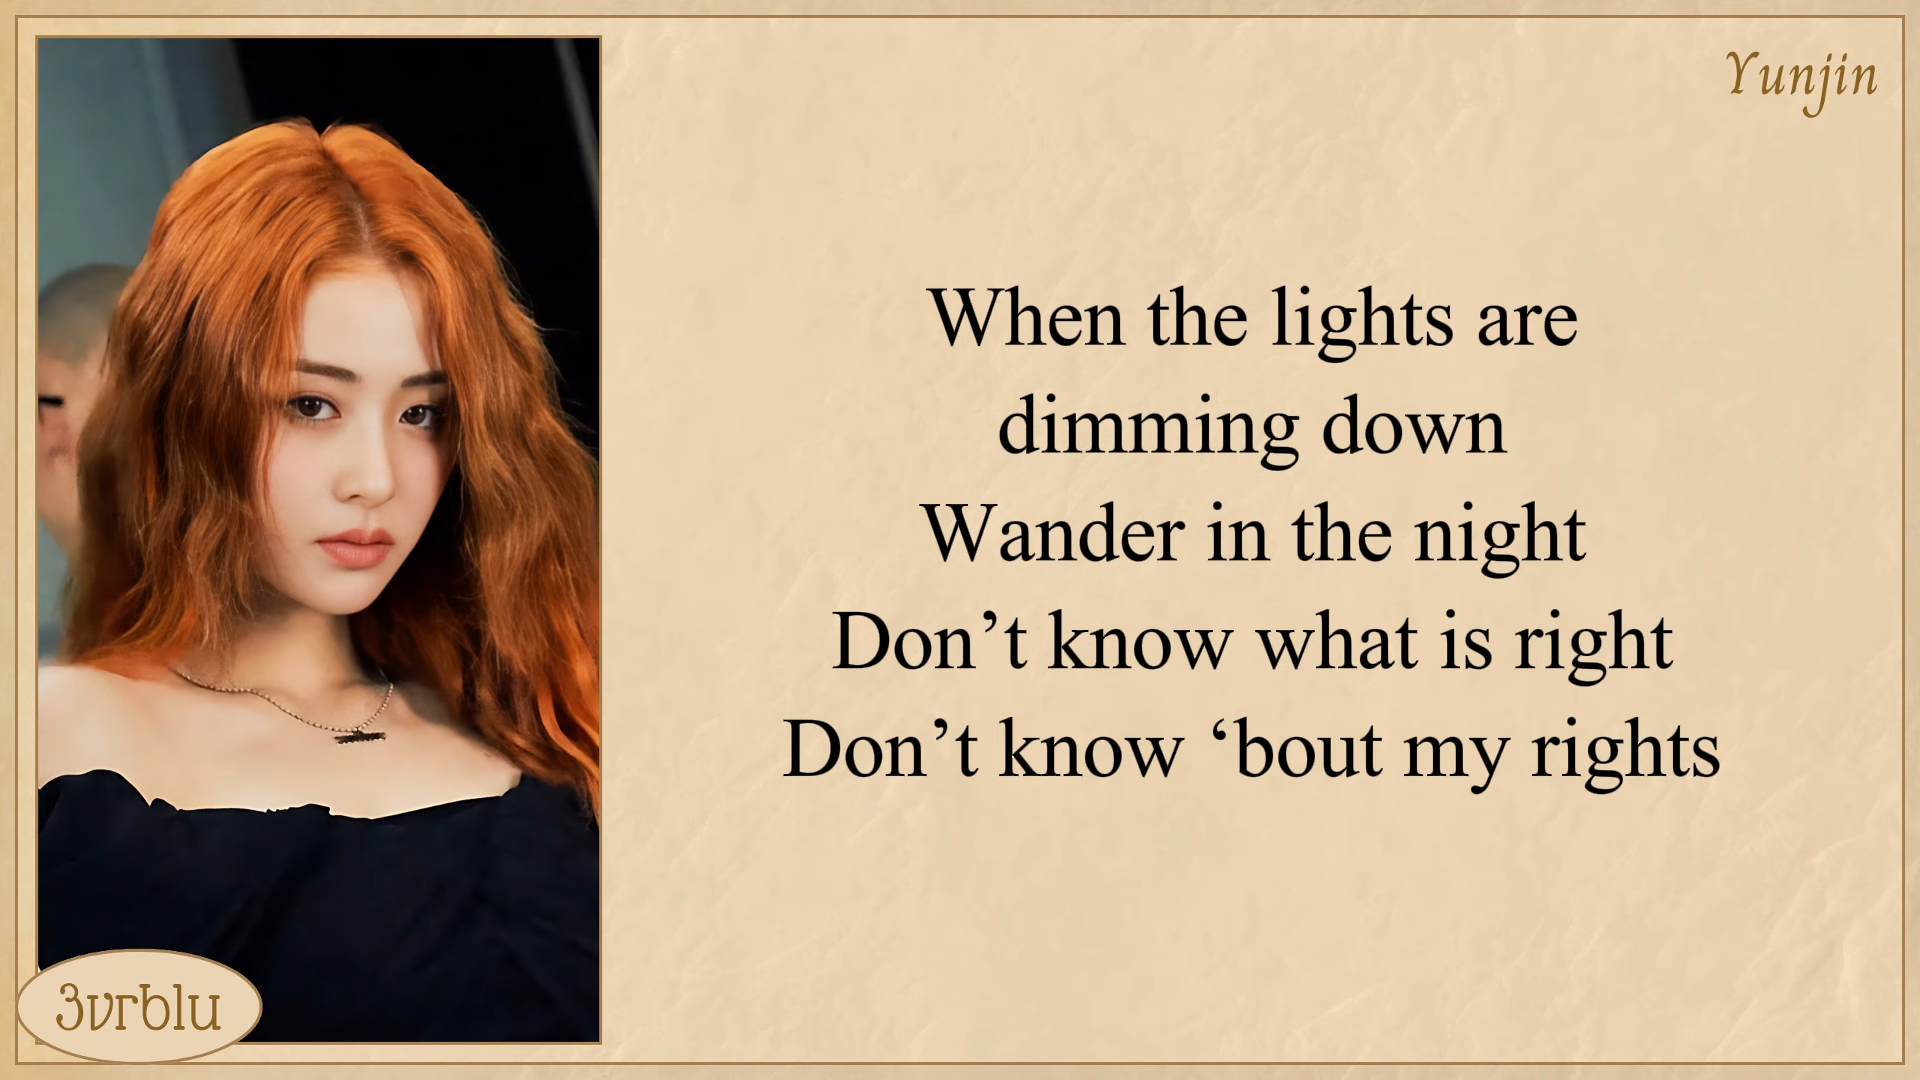 Yunjin
When the lights are
dimming down
Wander in the night
Don’t know what is right
Don’t know ‘bout my rights
3vrblu